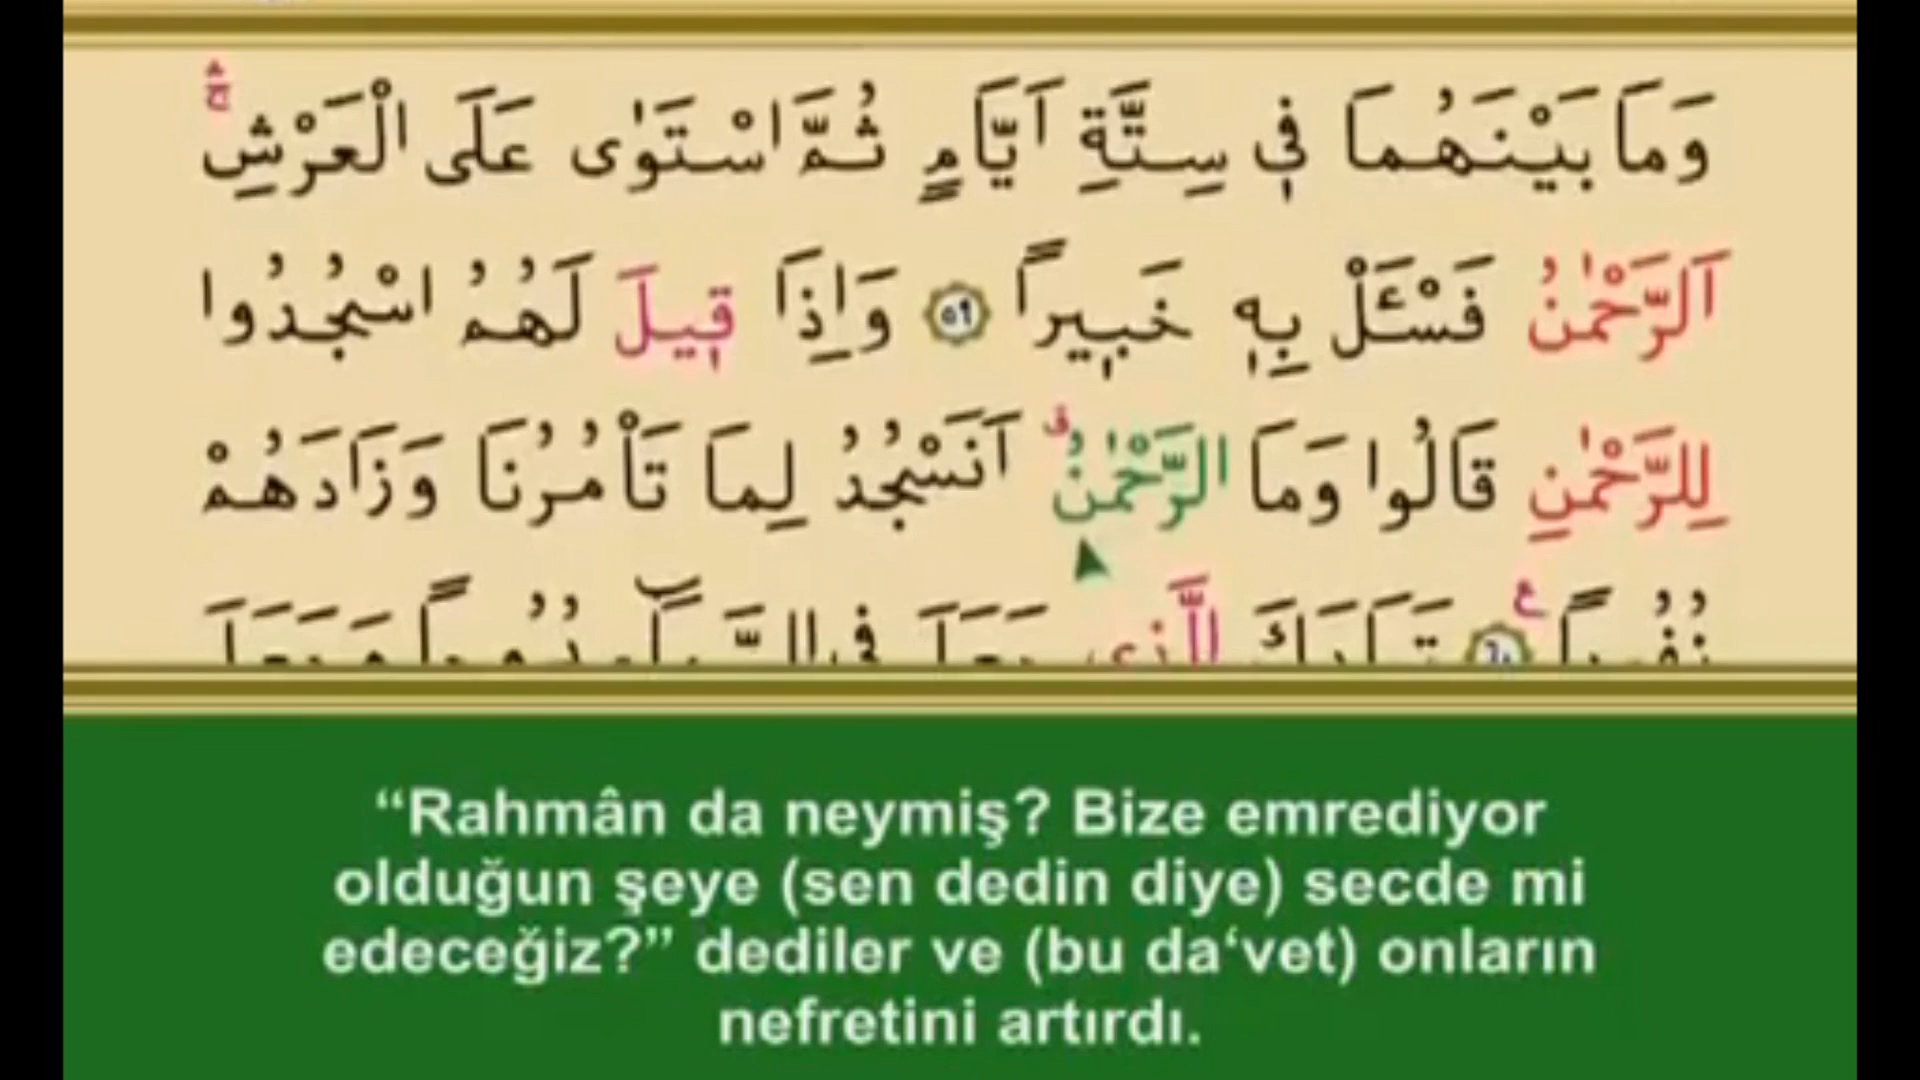 وَمَا بَيْنَهُمَا فٖي سِتَّةِ اَيَّامٍ ثُمَّ اسْتَوٰى عَلَى الْعَرْشِ ۚ
اَلرَّحْمٰنُ فَسْـَٔلْ بِهٖ خَبٖيراً ﴿٥٩﴾ وَاِذَا قٖيلَ لَهُمُ اسْجُدُوا
لِلرَّحْمٰنِ قَالُوا وَمَا الرَّحْمٰنُ اَنَسْجُدُ لِمَا تَأْمُرُنَا وَزَادَهُمْ
“Rahmân da neymiş? Bize emrediyor
olduğun şeye (sen dedin diye) secde mi
edeceğiz?” dediler ve (bu da‘vet) onların
nefretini artırdı.